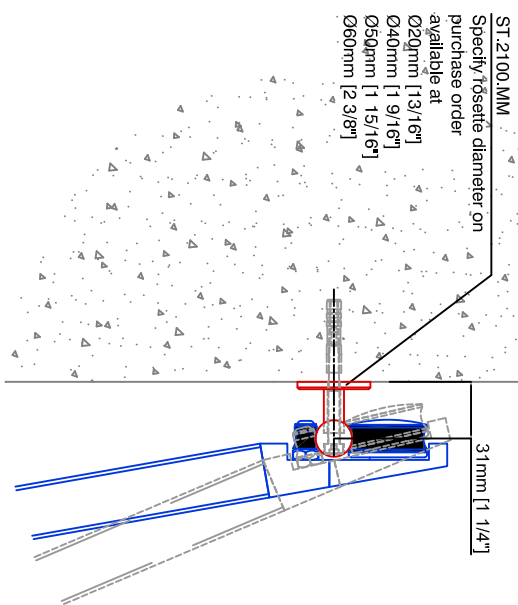 ST.2100.MM
Specify rosette diameter on
purchase order
available at
Ø20mm [13/16"]
Ø40mm [1 9/16"]
Ø50mm [1 15/16"]
Ø60mm [2 3/8"]
31mm [1 1/4"]